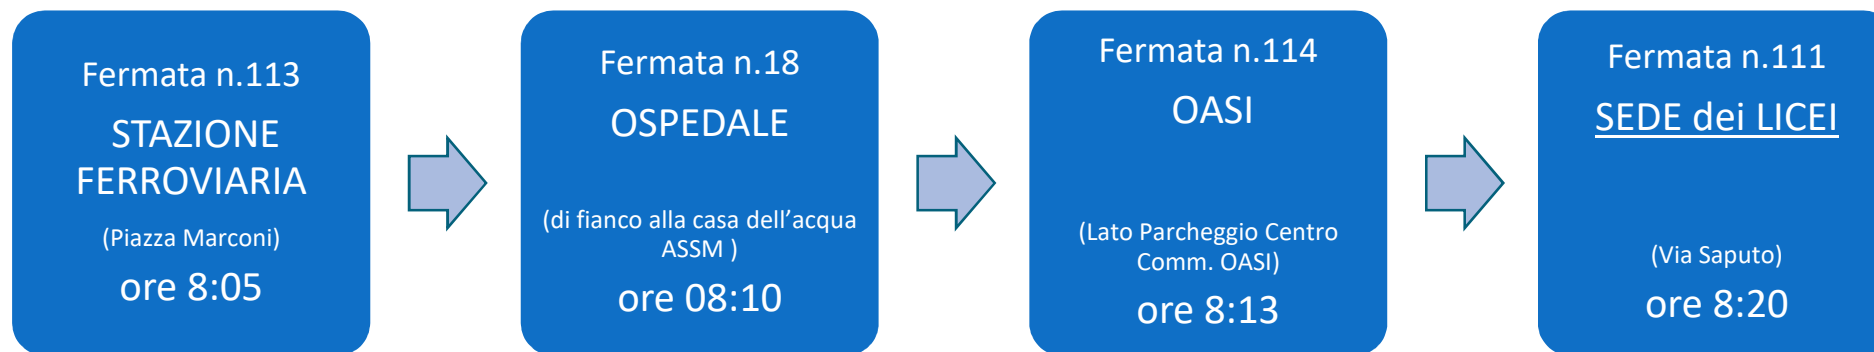 Fermata n.113
STAZIONE
FERROVIARIA
(Piazza Marconi)
ore 8:05
Fermata n.18
OSPEDALE
(di fianco alla casa dell’acqua
ASSM )
ore 08:10
Fermata n.114
OASI
(Lato Parcheggio Centro
Comm. OASI)
ore 8:13
Fermata n.111
SEDE dei LICEI
(Via Saputo)
ore 8:20